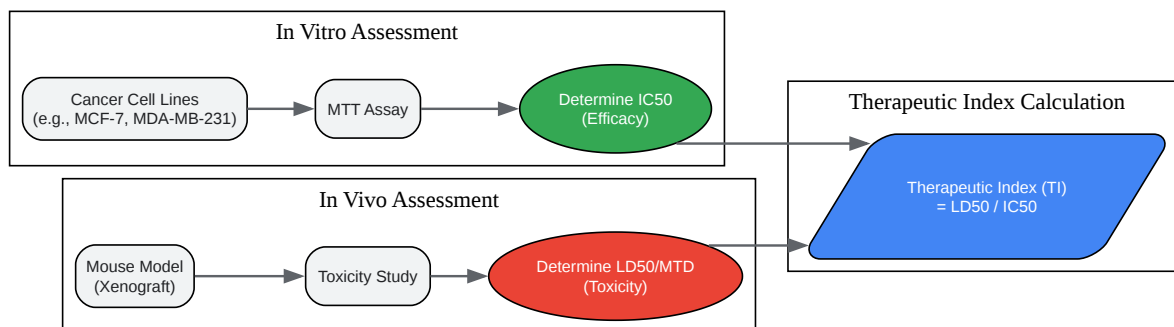 In Vitro Assessment
Cancer Cell Lines
(e.g., MCF-7, MDA-MB-231)
MTT Assay
Determine IC50
(Efficacy)
Therapeutic Index Calculation
Therapeutic Index (TI)
= LD50 / IC50
In Vivo Assessment
Mouse Model
(Xenograft)
Toxicity Study
Determine LD50/MTD
(Toxicity)